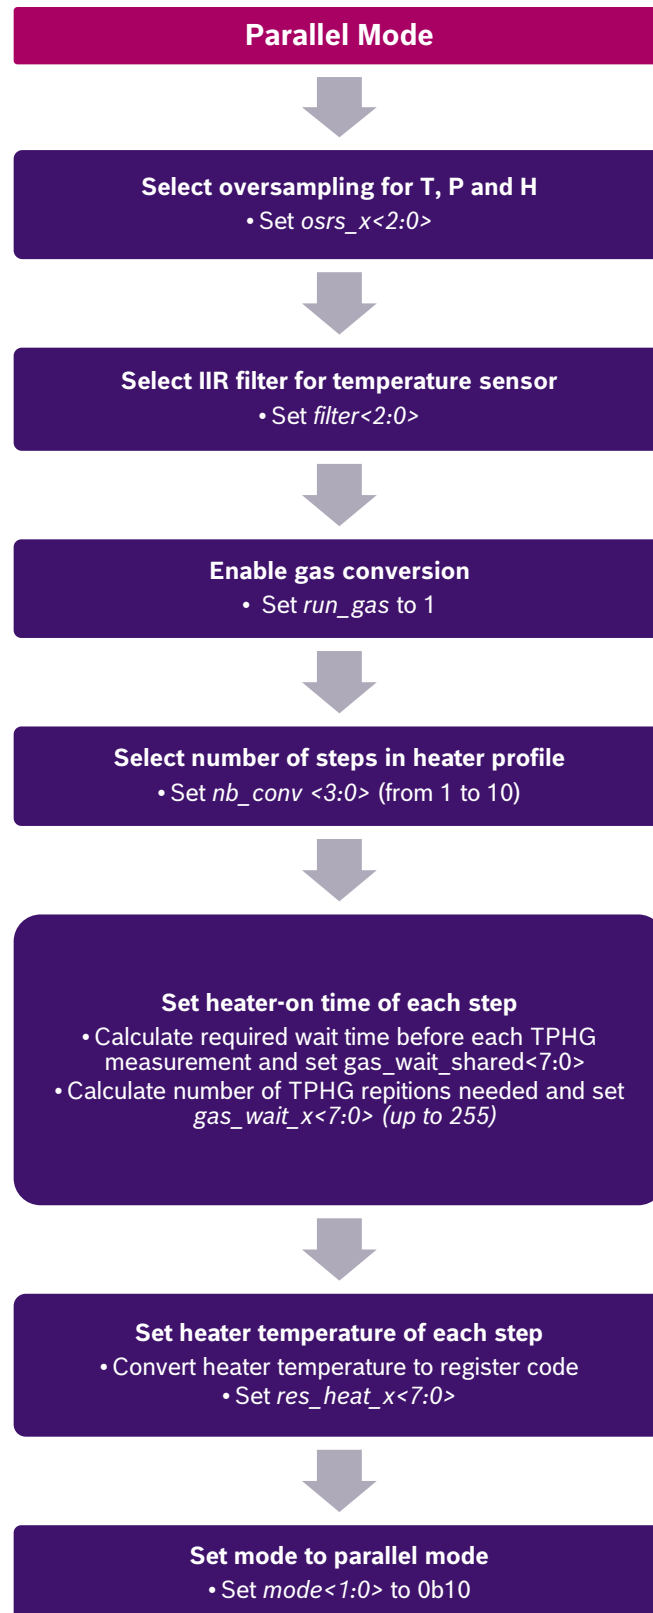 Parallel Mode
Select oversampling for T, P and H
• Set osrs_x<2:0>
Select IIR filter for temperature sensor
• Set filter<2:0>
Enable gas conversion
• Set run_gas to 1
Select number of steps in heater profile
• Set nb_conv <3:0> (from 1 to 10)
Set heater-on time of each step
• Calculate required wait time before each TPHG
measurement and set gas_wait_shared<7:0>
• Calculate number of TPHG repitions needed and set
gas_wait_x<7:0> (up to 255)
Set heater temperature of each step
• Convert heater temperature to register code
• Set res_heat_x<7:0>
Set mode to parallel mode
• Set mode<1:0> to 0b10